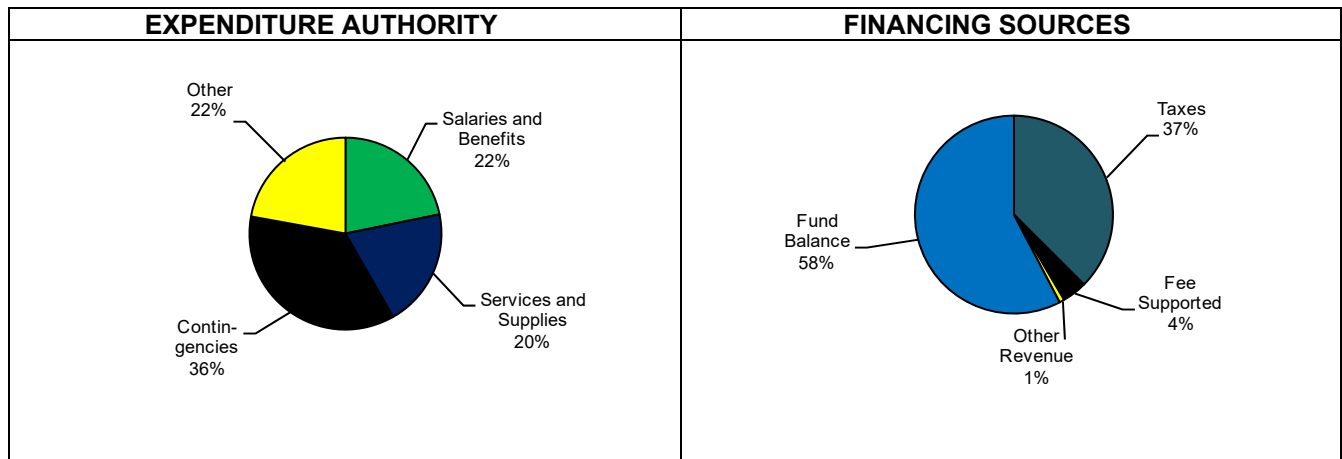 EXPENDITURE AUTHORITY
Other
22%
Salaries and
Benefits
22%
Services and
Supplies
20%
Contin-
gencies
36%
FINANCING SOURCES
Taxes
37%
Fee
Supported
4%
Other
Revenue
1%
Fund
Balance
58%